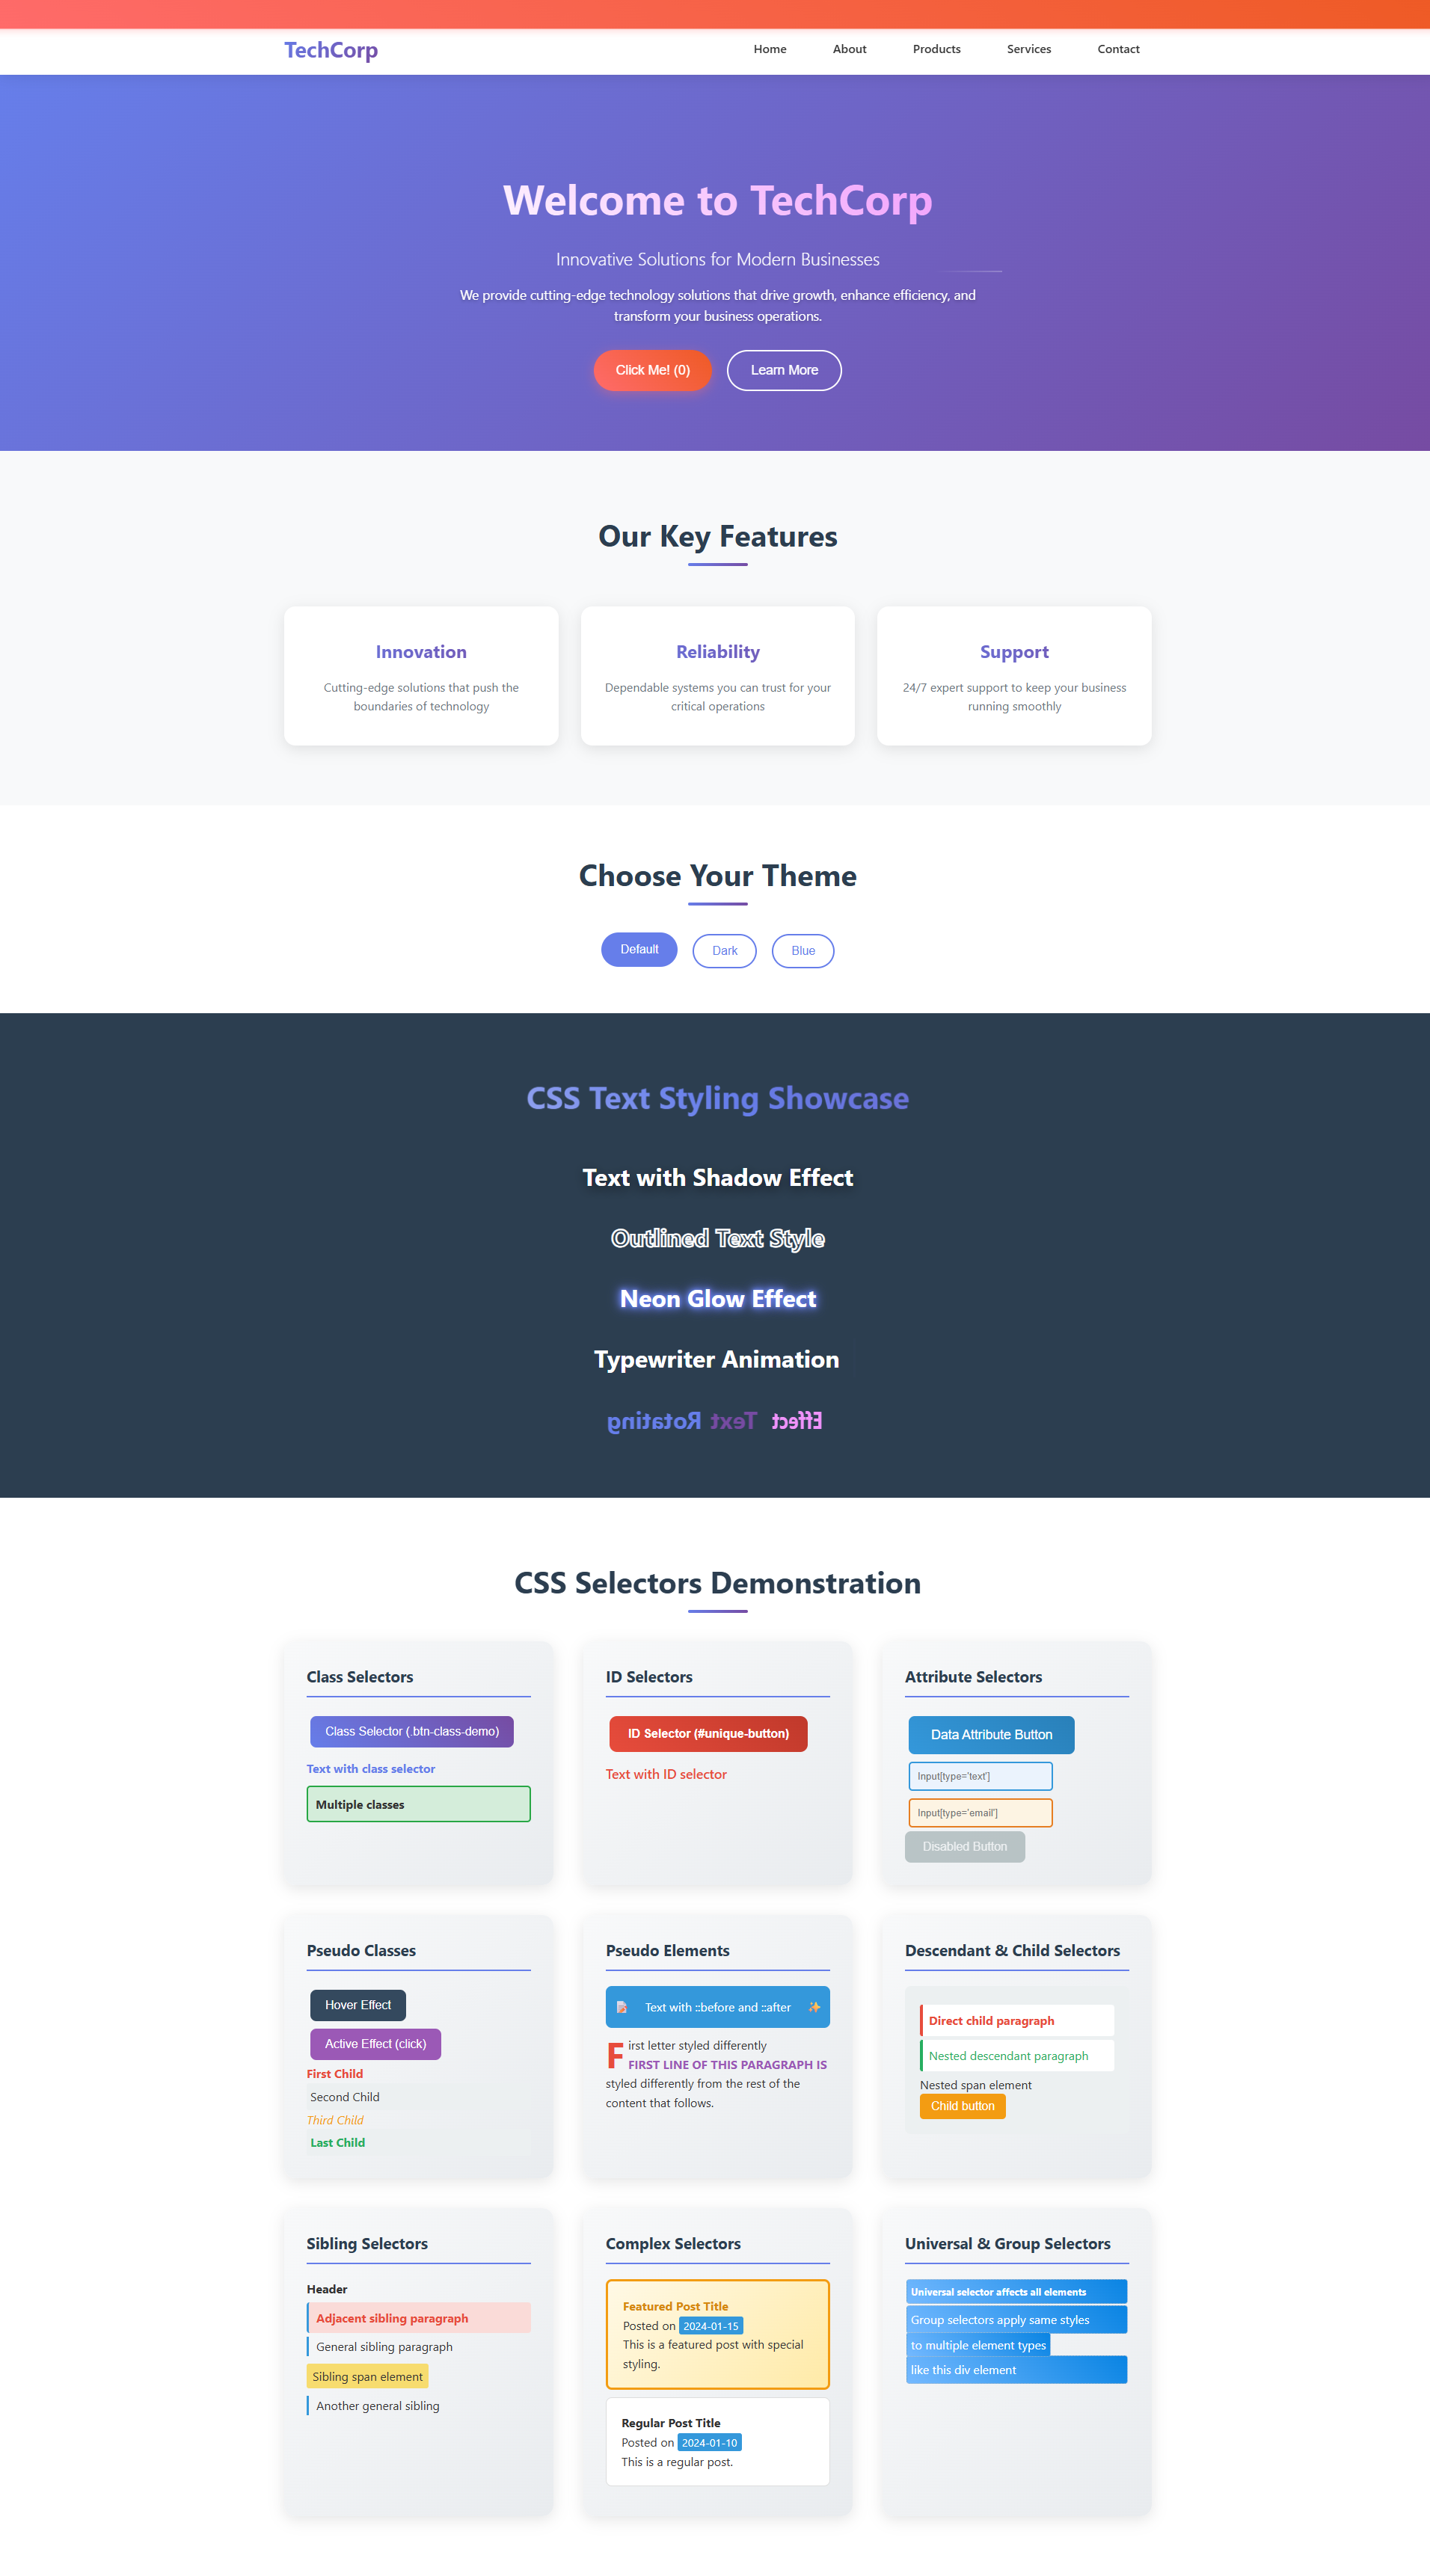 TechCorp
Home
About
Products
Services
Contact
Welcome to TechCorp
Innovative Solutions for Modern Businesses
We provide cutting-edge technology solutions that drive growth, enhance efficiency, and
transform your business operations.
Click Me! (0)
Learn More
Our Key Features
Innovation
Cutting-edge solutions that push the
boundaries of technology
Reliability
Dependable systems you can trust for your
critical operations
Support
24/7 expert support to keep your business
running smoothly
Choose Your Theme
Default
Dark
Blue
CSS Text Styling Showcase
Text with Shadow Effect
Outlined Text Style
Neon Glow Effect
Typewriter Animation
Rotating Text Effect
CSS Selectors Demonstration
Class Selectors
Class Selector (.btn-class-demo)
Text with class selector
Multiple classes
ID Selectors
ID Selector (#unique-button)
Text with ID selector
Attribute Selectors
Data Attribute Button
Input[type='text']
Input[type='email']
Disabled Button
Pseudo Classes
Hover Effect
Active Effect (click)
First Child
Second Child
Third Child
Last Child
Pseudo Elements
📝 Text with ::before and ::after ✨
First letter styled differently
FIRST LINE OF THIS PARAGRAPH IS
styled differently from the rest of the
content that follows.
Descendant & Child Selectors
Direct child paragraph
Nested descendant paragraph
Nested span element
Child button
Sibling Selectors
Header
Adjacent sibling paragraph
General sibling paragraph
Sibling span element
Another general sibling
Complex Selectors
Featured Post Title
Posted on 2024-01-15
This is a featured post with special
styling.
Regular Post Title
Posted on 2024-01-10
This is a regular post.
Universal & Group Selectors
Universal selector affects all elements
Group selectors apply same styles
to multiple element types
like this div element